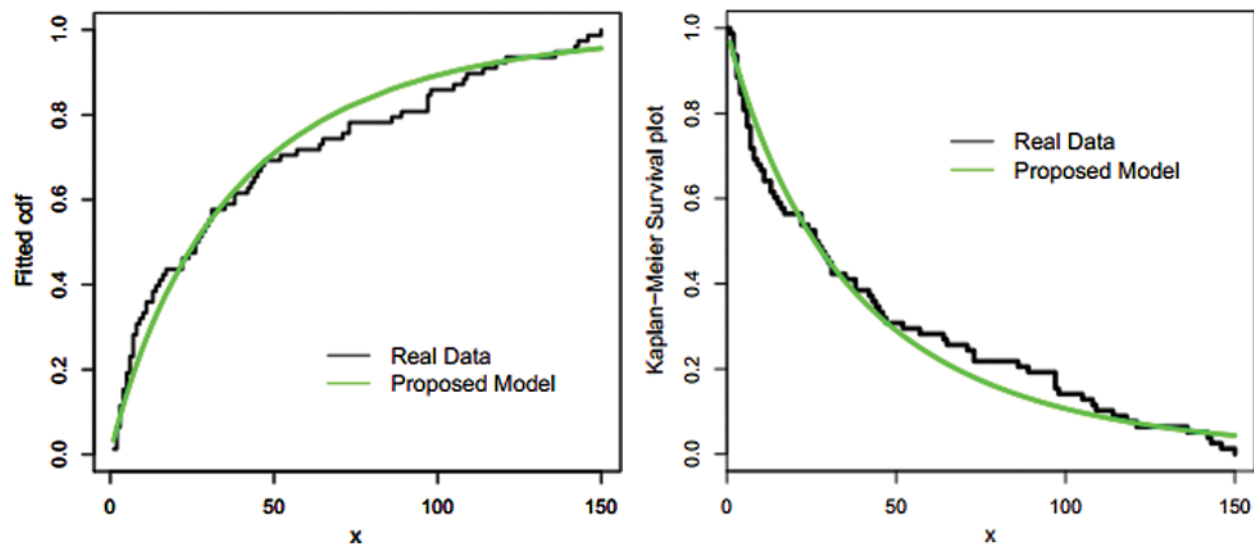 Fitted cdf
1.0
0.8
0.6
0.4
0.2
0.0
Real Data
Proposed Model
0
50
100
150
x
Kaplan−Meier Survival plot
1.0
0.8
0.6
0.4
0.2
0.0
Real Data
Proposed Model
0
50
100
150
x